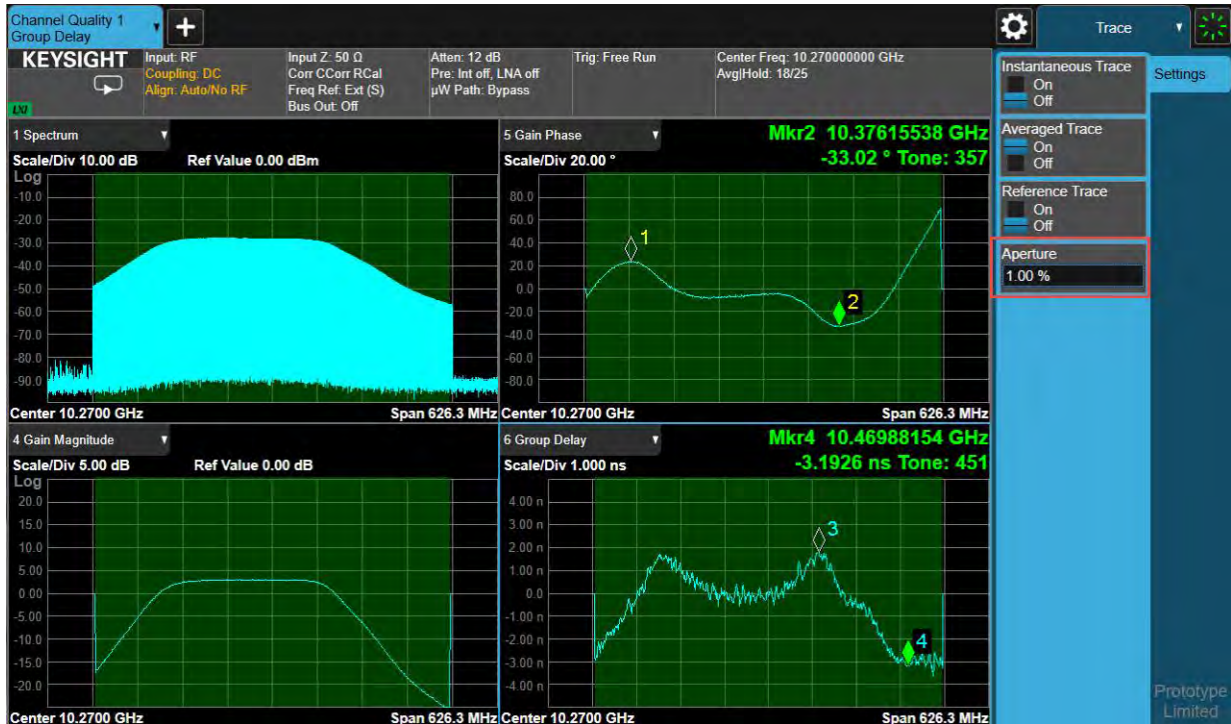 Channel Quality 1
Group Delay
Trace
KEYSIGHT
LXI
Input: RF
Coupling: DC
Align: Auto/No RF
Input Z: 50 Ω
Corr CCorr RCal
Freq Ref: Ext (S)
Bus Out: Off
Atten: 12 dB
Pre: Int off, LNA off
µW Path: Bypass
Trig: Free Run
Center Freq: 10.270000000 GHz
Avg|Hold: 18/25
1 Spectrum
Scale/Div 10.00 dB
Ref Value 0.00 dBm
Log
-10.0
-20.0
-30.0
-40.0
-50.0
-60.0
-70.0
-80.0
-90.0
Center 10.2700 GHz
Span 626.3 MHz
5 Gain Phase
Mkr2 10.37615538 GHz
Scale/Div 20.00 °
-33.02 ° Tone: 357
80.0
60.0
40.0
20.0
0.0
-20.0
-40.0
-60.0
-80.0
1
2
Center 10.2700 GHz
Span 626.3 MHz
4 Gain Magnitude
Scale/Div 5.00 dB
Ref Value 0.00 dB
Log
20.0
15.0
10.0
5.00
0.00
-5.00
-10.0
-15.0
-20.0
Center 10.2700 GHz
Span 626.3 MHz
6 Group Delay
Mkr4 10.46988154 GHz
Scale/Div 1.000 ns
-3.1926 ns Tone: 451
4.00 n
3.00 n
2.00 n
1.00 n
0.0
-1.00 n
-2.00 n
-3.00 n
-4.00 n
3
4
Center 10.2700 GHz
Span 626.3 MHz
Instantaneous Trace
On
Off
Averaged Trace
On
Off
Reference Trace
On
Off
Aperture
1.00 %
Settings
Prototype
Limited